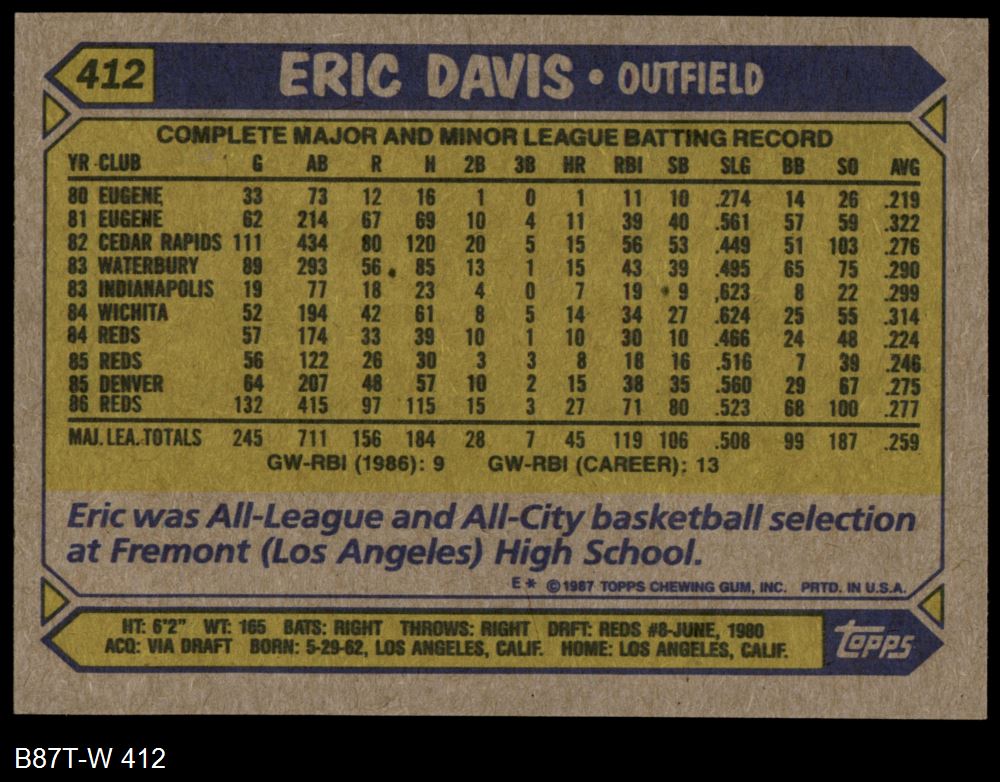 412 ERIC DAVIS • OUTFIELD
COMPLETE MAJOR AND MINOR LEAGUE BATTING RECORD
YR CLUB G AB R H 2B 3B HR RBI SB SLG BB SO AVG
80 EUGENE 33 73 12 16 1 0 1 11 10 .274 14 26 .219
81 EUGENE 62 214 67 69 10 4 11 39 40 .561 57 59 .322
82 CEDAR RAPIDS 111 434 80 120 20 5 15 56 53 .449 51 103 .276
83 WATERBURY 89 293 56 85 13 1 15 43 39 .495 65 75 .290
83 INDIANAPOLIS 19 77 18 23 4 0 7 19 9 .623 8 22 .299
84 WICHITA 52 194 42 61 8 5 14 34 27 .624 25 55 .314
84 REDS 57 174 33 39 10 1 10 30 10 .466 24 48 .224
85 REDS 56 122 26 30 3 3 8 18 16 .516 7 39 .246
85 DENVER 64 207 48 57 10 2 15 38 35 .560 29 67 .275
86 REDS 132 415 97 115 15 3 27 71 80 .523 68 100 .277
MAJ. LEA. TOTALS 245 711 156 184 28 7 45 119 106 .508 99 187 .259
GW-RBI (1986): 9 GW-RBI (CAREER): 13
Eric was All-League and All-City basketball selection
at Fremont (Los Angeles) High School.
E* ©1987 TOPPS CHEWING GUM, INC. PRTD. IN U.S.A.
HT: 6'2" WT: 165 BATS: RIGHT THROWS: RIGHT DRFT: REDS #8-JUNE, 1980
ACQ: VIA DRAFT BORN: 5-29-62, LOS ANGELES, CALIF. HOME: LOS ANGELES, CALIF.
TOPPS
B87T-W 412